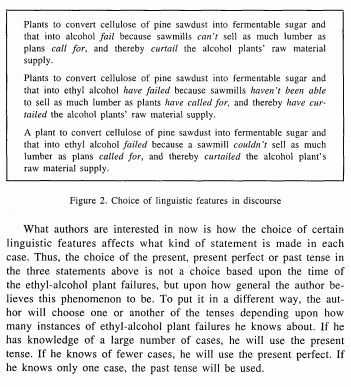 Plants to convert cellulose of pine sawdust into fermentable sugar and
that into alcohol fail because sawmills can't sell as much lumber as
plans call for, and thereby curtail the alcohol plants' raw material
supply.
Plants to convert cellulose of pine sawdust into fermentable sugar and
that into ethyl alcohol have failed because sawmills haven't been able
to sell as much lumber as plants have called for, and thereby have cur-
tailed the alcohol plants' raw material supply.
A plant to convert cellulose of pine sawdust into fermentable sugar and
that into ethyl alcohol failed because a sawmill couldn't sell as much
lumber as plans called for, and thereby curtailed the alcohol plant's
raw material supply.
Figure 2. Choice of linguistic features in discourse
What authors are interested in now is how the choice of certain
linguistic features affects what kind of statement is made in each
case. Thus, the choice of the present, present perfect or past tense in
the three statements above is not a choice based upon the time of
the ethyl-alcohol plant failures, but upon how general the author be-
lieves this phenomenon to be. To put it in a different way, the aut-
hor will choose one or another of the tenses depending upon how
many instances of ethyl-alcohol plant failures he knows about. If he
has knowledge of a large number of cases, he will use the present
tense. If he knows of fewer cases, he will use the present perfect. If
he knows only one case, the past tense will be used.